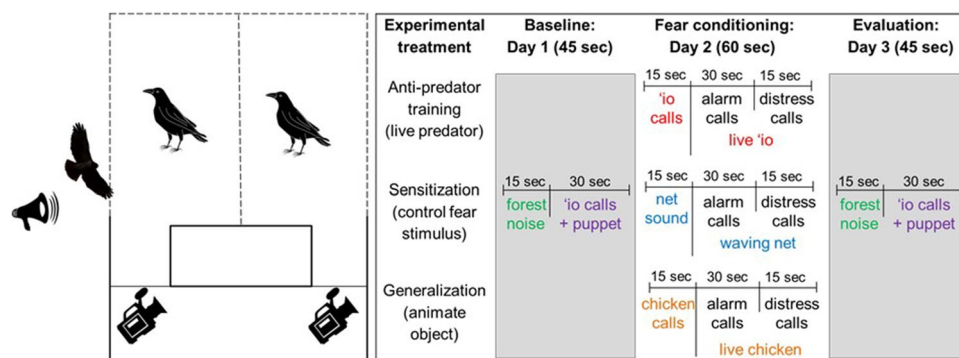 Experimental treatment
Baseline: Day 1 (45 sec)
Fear conditioning: Day 2 (60 sec)
Evaluation: Day 3 (45 sec)
Anti-predator training (live predator)
15 sec 30 sec 15 sec
'io calls
alarm calls
distress calls
live 'io
Sensitization (control fear stimulus)
15 sec 30 sec
forest noise
'io calls + puppet
15 sec 30 sec 15 sec
net sound
alarm calls
distress calls
waving net
15 sec 30 sec
forest noise
'io calls + puppet
Generalization (animate object)
15 sec 30 sec 15 sec
chicken calls
alarm calls
distress calls
live chicken